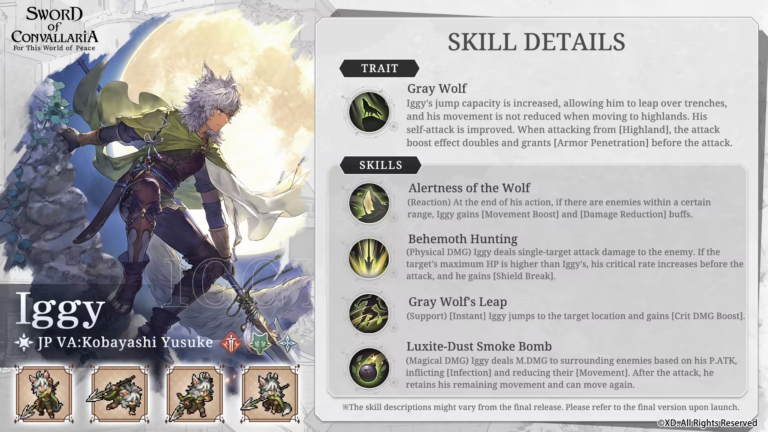 SWORD
of
CONVALLARIA
For This World of Peace
Iggy
JP VA:Kobayashi Yusuke
SKILL DETAILS
TRAIT
Gray Wolf
Iggy's jump capacity is increased, allowing him to leap over trenches,
and his movement is not reduced when moving to highlands. His
self-attack is improved. When attacking from [Highland], the attack
boost effect doubles and grants [Armor Penetration] before the attack.
SKILLS
Alertness of the Wolf
(Reaction) At the end of his action, if there are enemies within a certain
range, Iggy gains [Movement Boost] and [Damage Reduction] buffs.
Behemoth Hunting
(Physical DMG) Iggy deals single-target attack damage to the enemy. If the
target's maximum HP is higher than Iggy's, his critical rate increases before the
attack, and he gains [Shield Break].
Gray Wolf's Leap
(Support) [Instant] Iggy jumps to the target location and gains [Crit DMG Boost].
Luxite-Dust Smoke Bomb
(Magical DMG) Iggy deals M.DMG to surrounding enemies based on his P.ATK,
inflicting [Infection] and reducing their [Movement]. After the attack, he
retains his remaining movement and can move again.
※The skill descriptions might vary from the final release. Please refer to the final version upon launch.
©XD. All Rights Reserved